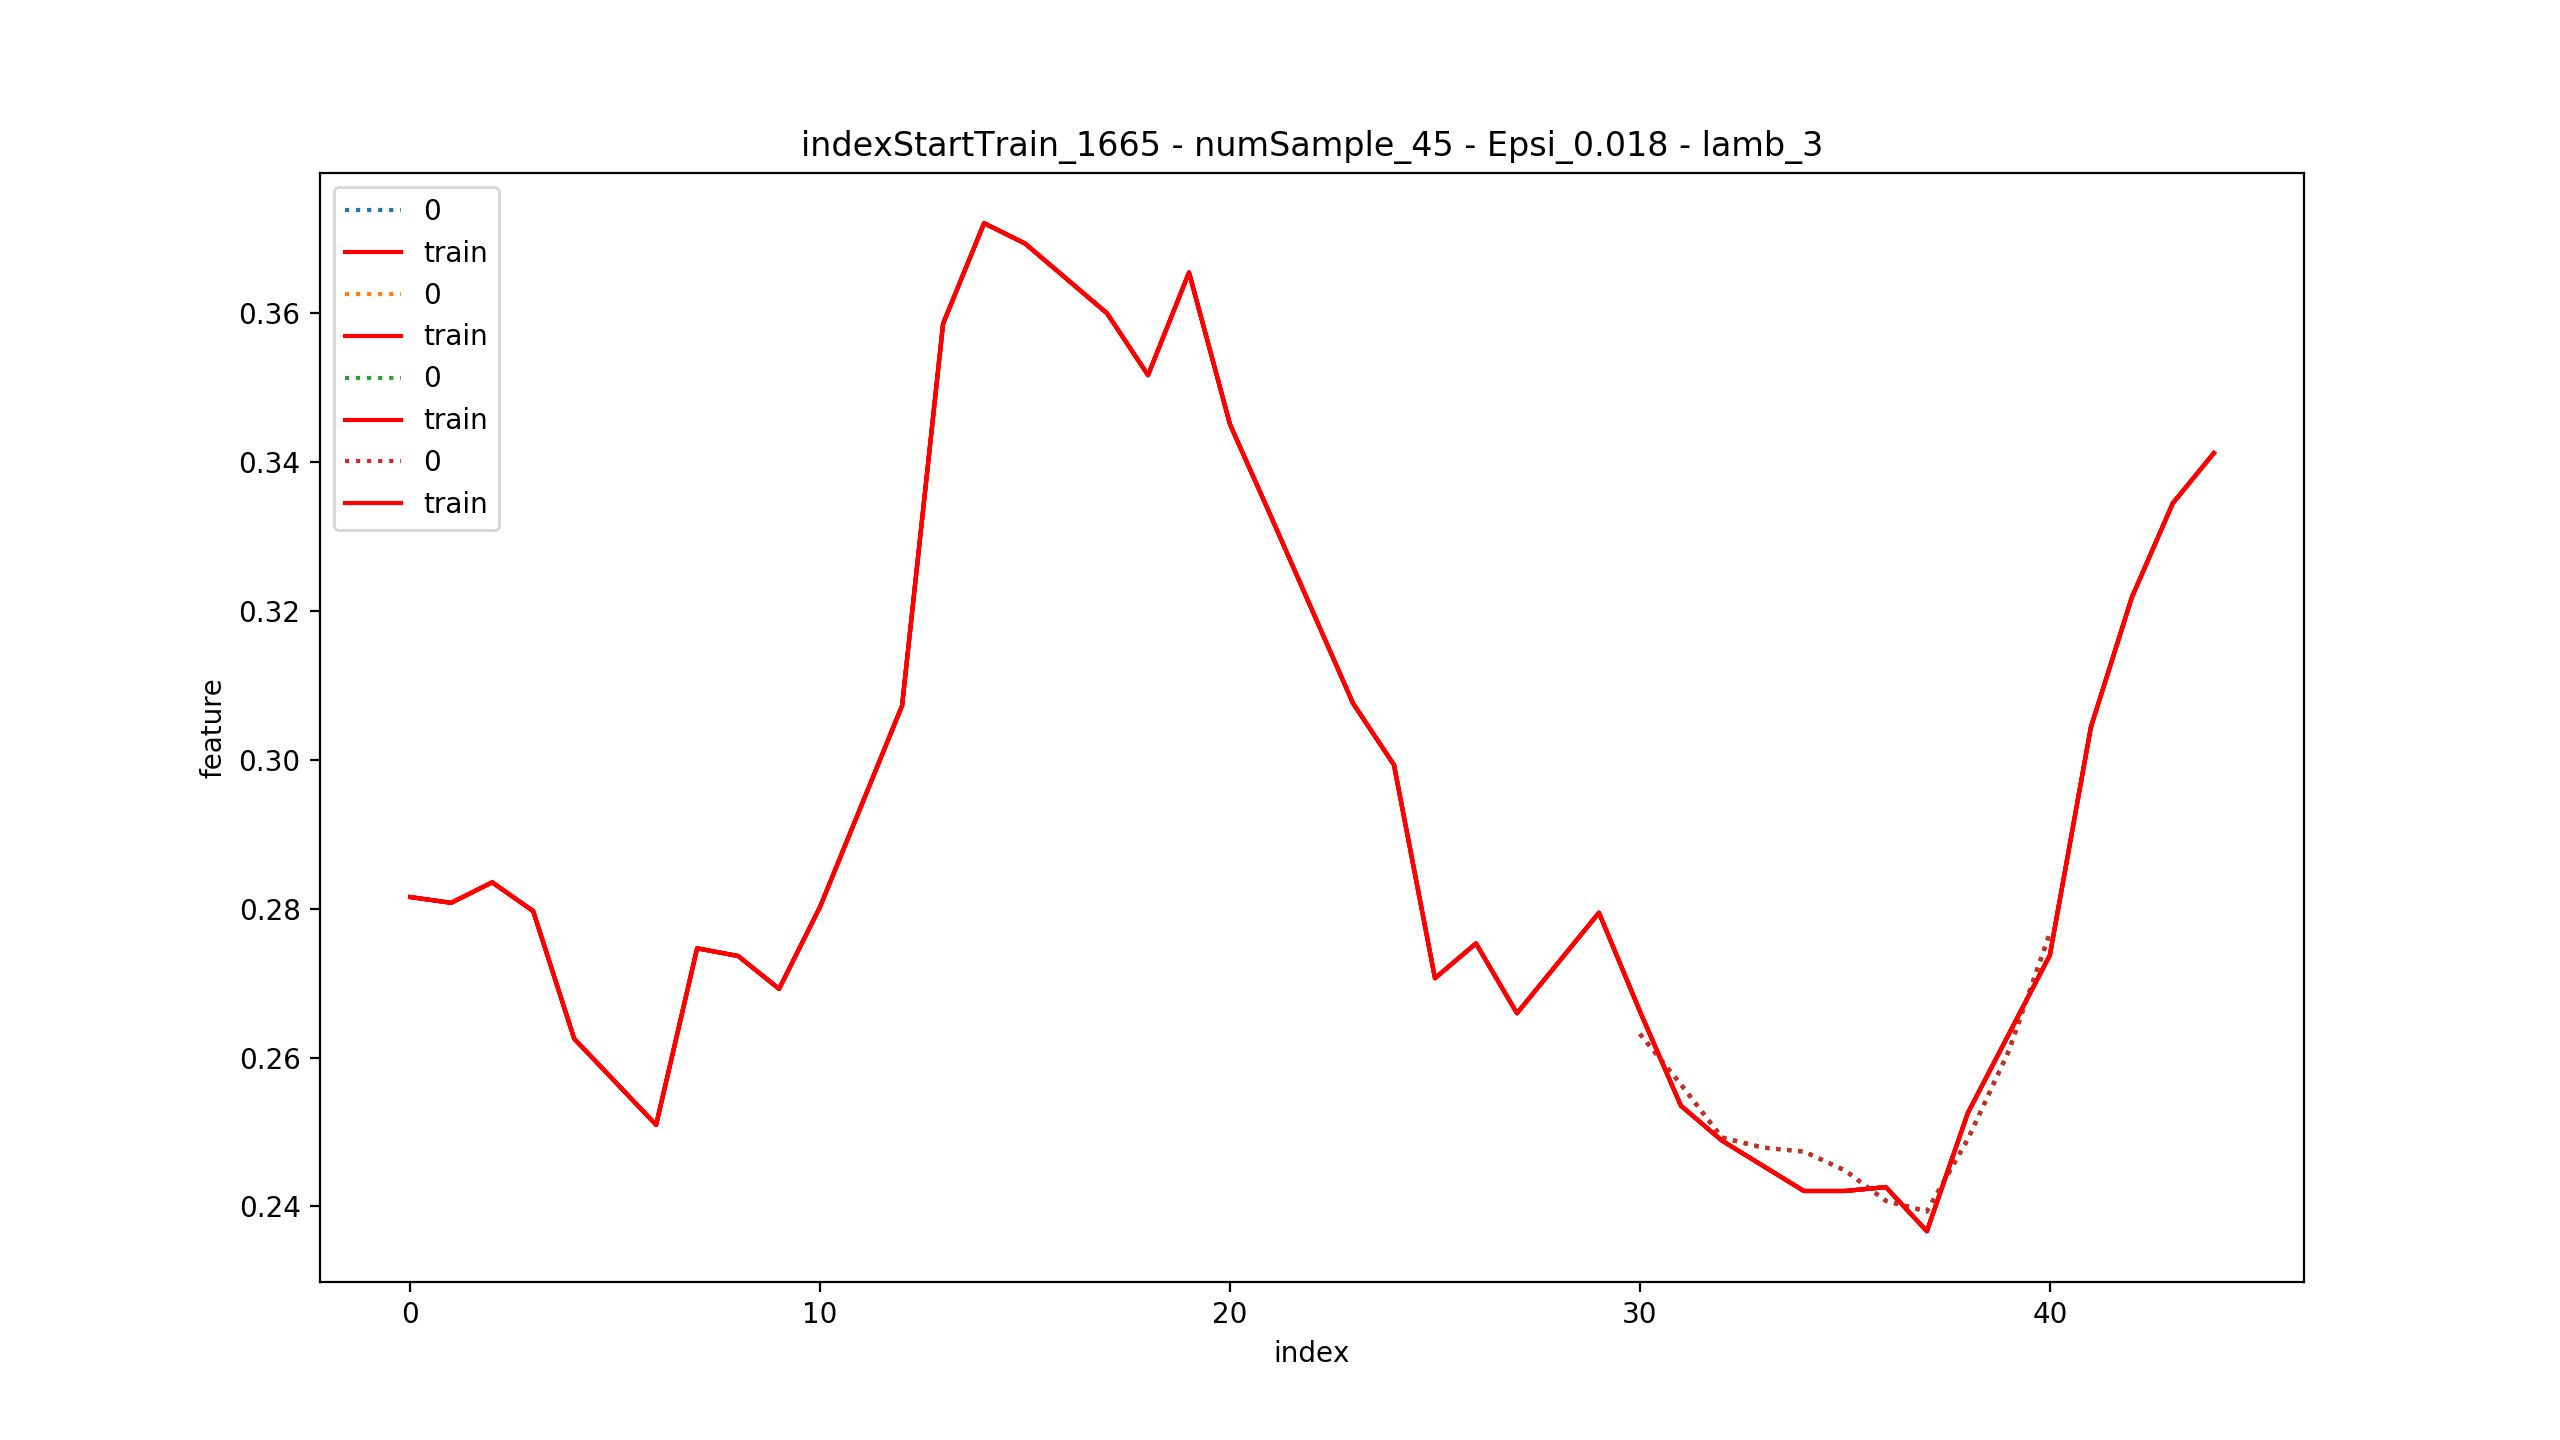 indexStartTrain_1665 - numSample_45 - Epsi_0.018 - lamb_3
0
train
0
train
0
train
0
train
0.36
0.34
0.32
0.30
0.28
0.26
0.24
feature
0 10 20 30 40
index